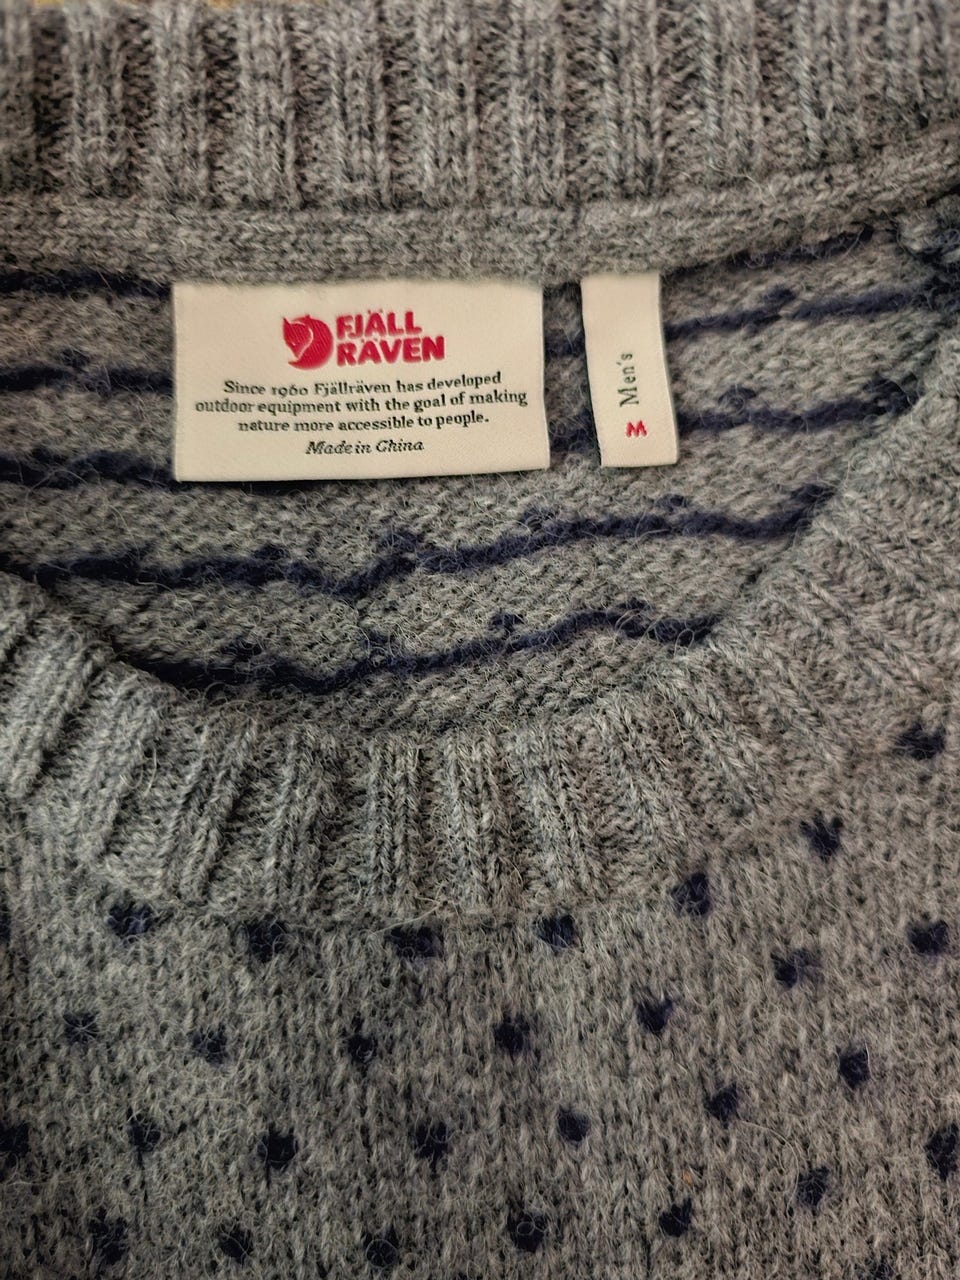 FJÄLL
RÄVEN
Since 1960 Fjällräven has developed
outdoor equipment with the goal of making
nature more accessible to people.
Made in China
Men's
M